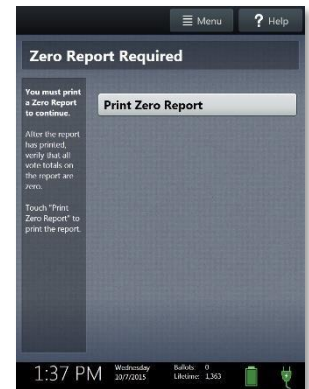 Menu
? Help
Zero Report Required
You must print
a Zero Report
to continue.
After the report
has printed,
verify that all
vote totals on
the report are
zero.
Touch "Print
Zero Report" to
print the report.
Print Zero Report
1:37 PM
Wednesday
10/7/2015
Ballots: 0
Lifetime: 1,363